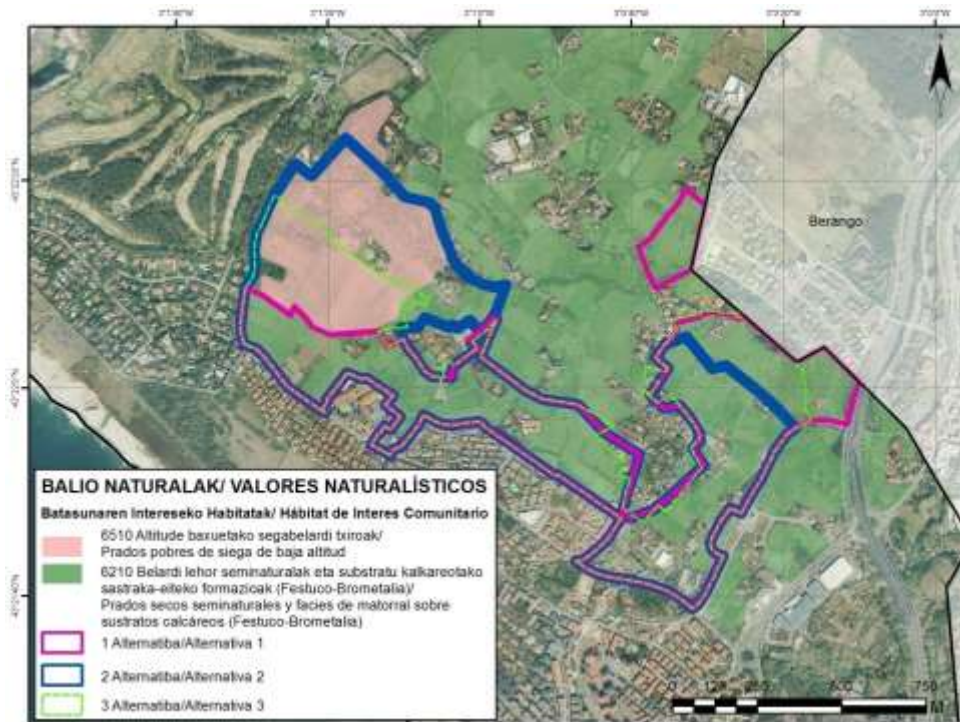 Berango
BALIO NATURALAK/ VALORES NATURALÍSTICOS
Batasunaren Intereseko Habitatak/ Hábitat de Interes Comunitario
6510 Altitude baxuetako segabelardi txiroak/
Prados pobres de siega de baja altitud
6210 Belardi lehor seminaturalak eta substratu kalkareotako
sastraka-eiteko formazioak (Festuco-Brometalia)/
Prados secos seminaturales y facies de matorral sobre
sustratos calcáreos (Festuco-Brometalia)
1 Alternatiba/Alternativa 1
2 Alternatiba/Alternativa 2
3 Alternatiba/Alternativa 3
0
750
M